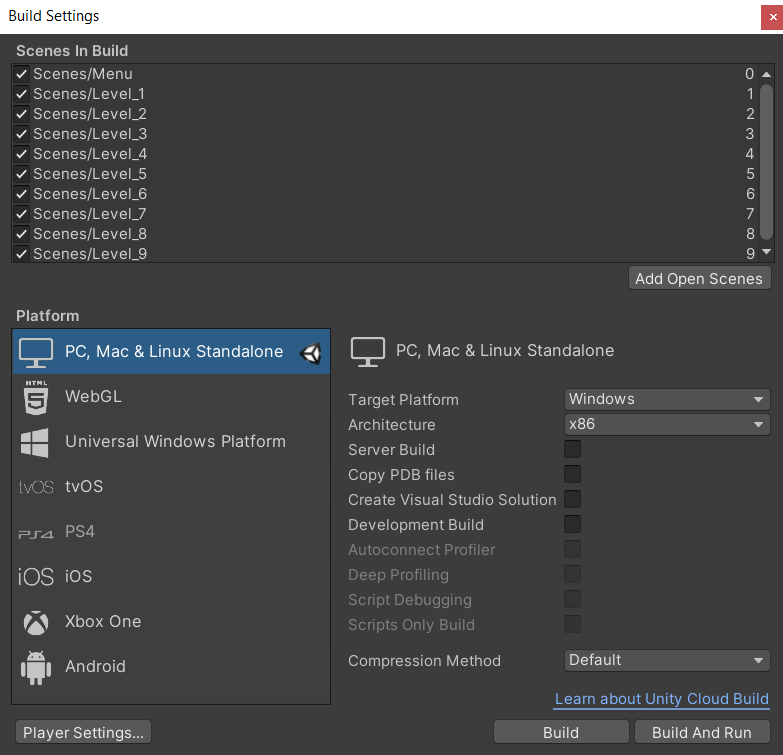 Build Settings
Scenes In Build
Scenes/Menu 0
Scenes/Level_1 1
Scenes/Level_2 2
Scenes/Level_3 3
Scenes/Level_4 4
Scenes/Level_5 5
Scenes/Level_6 6
Scenes/Level_7 7
Scenes/Level_8 8
Scenes/Level_9 9
Add Open Scenes
Platform
PC, Mac & Linux Standalone
HTML 5 WebGL
Universal Windows Platform
tvOS tvOS
PS4 PS4
iOS iOS
Xbox One
Android
PC, Mac & Linux Standalone
Target Platform Windows
Architecture x86
Server Build
Copy PDB files
Create Visual Studio Solution
Development Build
Autoconnect Profiler
Deep Profiling
Script Debugging
Scripts Only Build
Compression Method Default
Learn about Unity Cloud Build
Player Settings... Build Build And Run